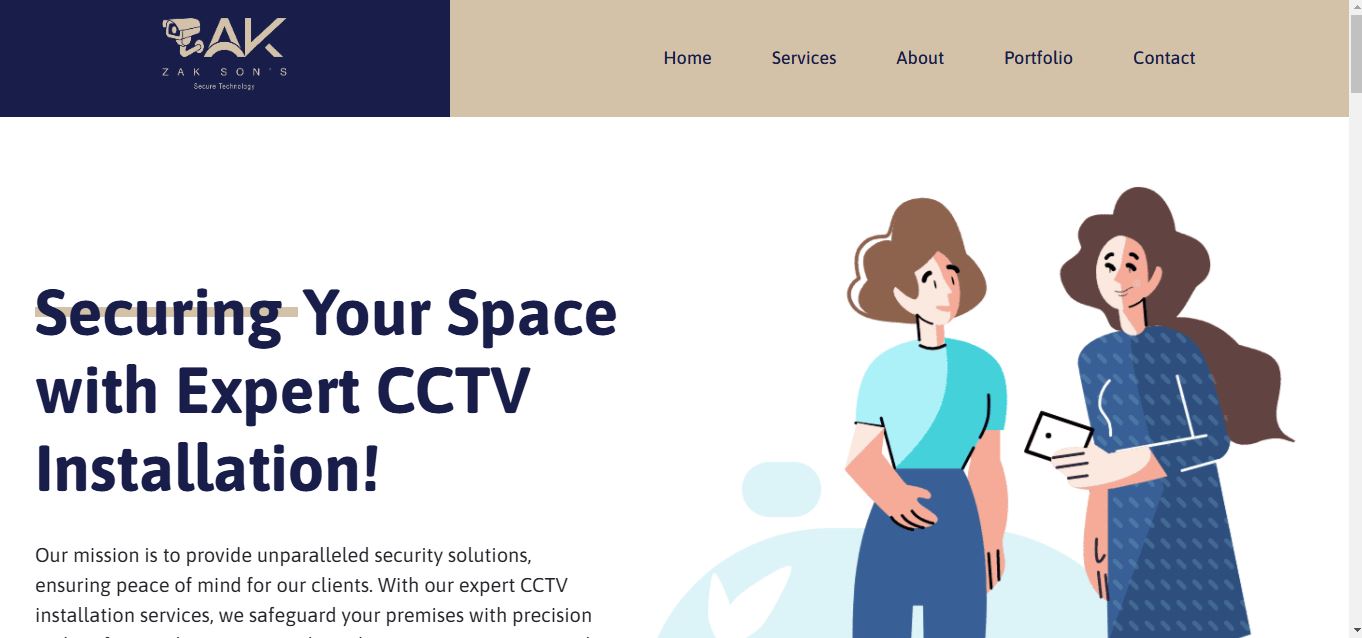 ZAK
ZAK SON'S
Secure Technology
Home Services About Portfolio Contact
Securing Your Space
with Expert CCTV
Installation!
Our mission is to provide unparalleled security solutions,
ensuring peace of mind for our clients. With our expert CCTV
installation services, we safeguard your premises with precision